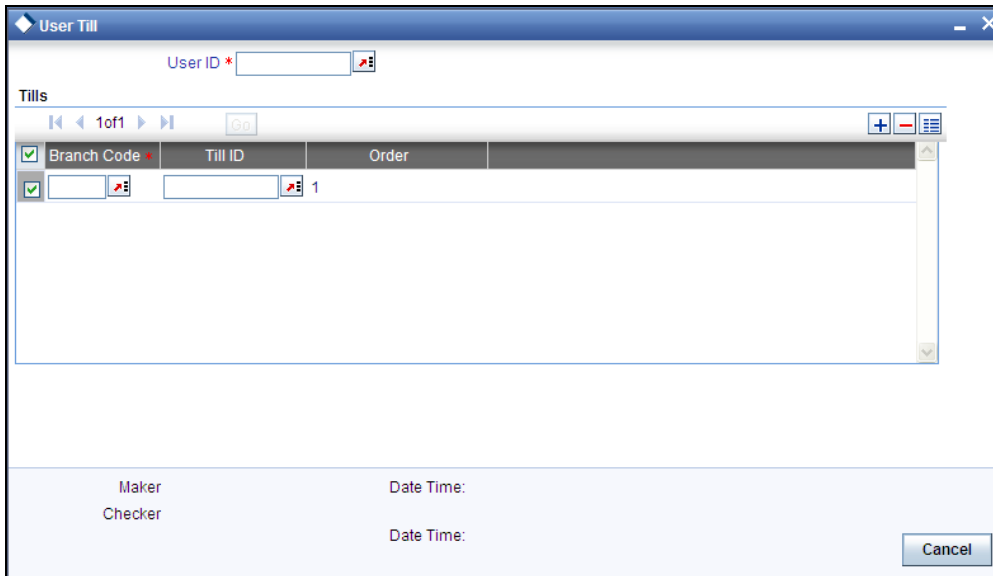 User Till
User ID *
Tills
1of1 Go
Branch Code * Till ID Order
1
Maker Date Time:
Checker
Date Time:
Cancel